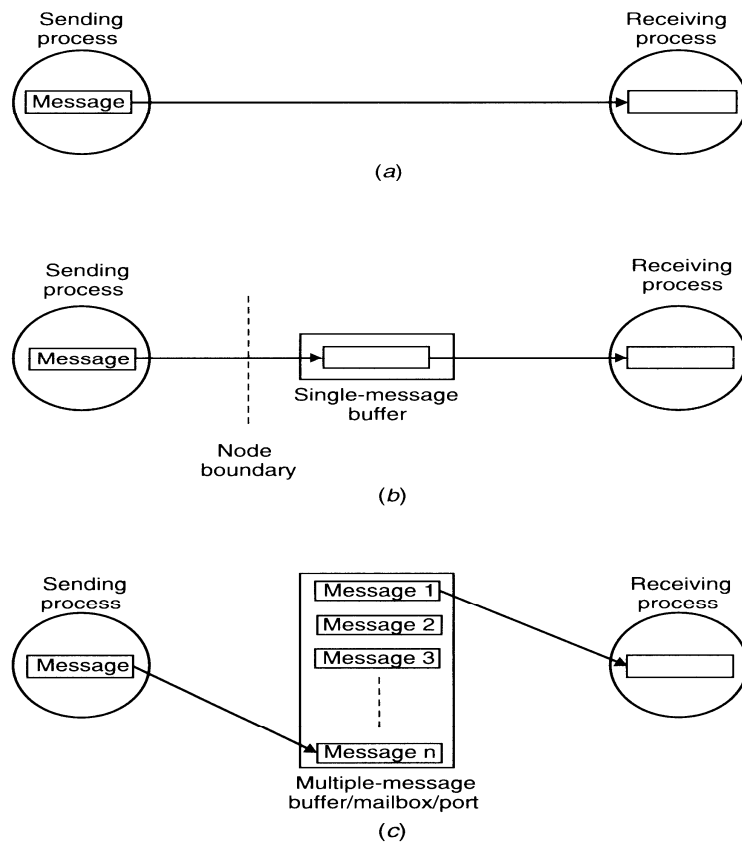 Sending
process
Receiving
process
Message
(a)
Sending
process
Receiving
process
Message
Single-message
buffer
Node
boundary
(b)
Sending
process
Receiving
process
Message 1
Message 2
Message 3
Message
Message n
Multiple-message
buffer/mailbox/port
(c)